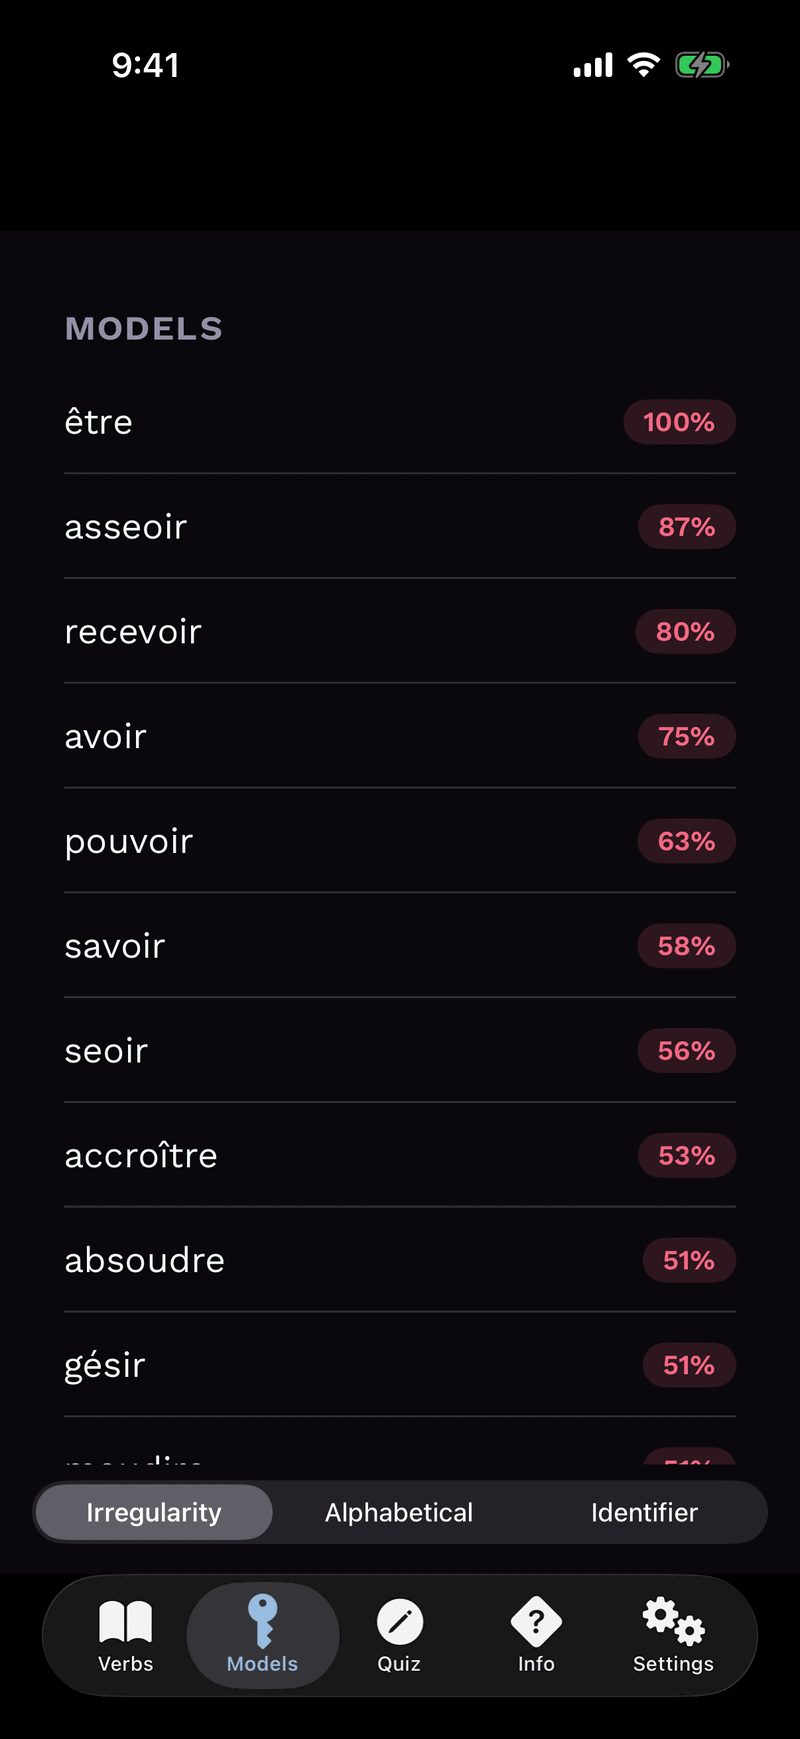 9:41
MODELS
être 100%
asseoir 87%
recevoir 80%
avoir 75%
pouvoir 63%
savoir 58%
seoir 56%
accroître 53%
absoudre 51%
gésir 51%
Irregularity Alphabetical Identifier
Verbs Models Quiz Info Settings